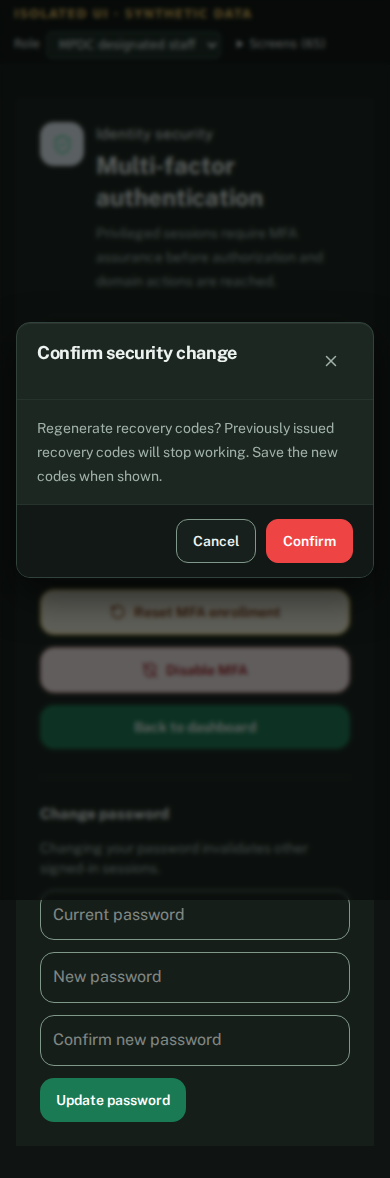 ISOLATED UI · SYNTHETIC DATA
Role MPDC designated staff Screens (65)
Identity security
Multi-factor
authentication
Privileged sessions require MFA
assurance before authentication and
domain actions are reached.
Confirm security change
Regenerate recovery codes? Previously issued
recovery codes will stop working. Save the new
codes when shown.
Cancel Confirm
Reset MFA enrollment
Disable MFA
Back to dashboard
Change password
Changing your password invalidates other
signed-in sessions.
Current password
New password
Confirm new password
Update password